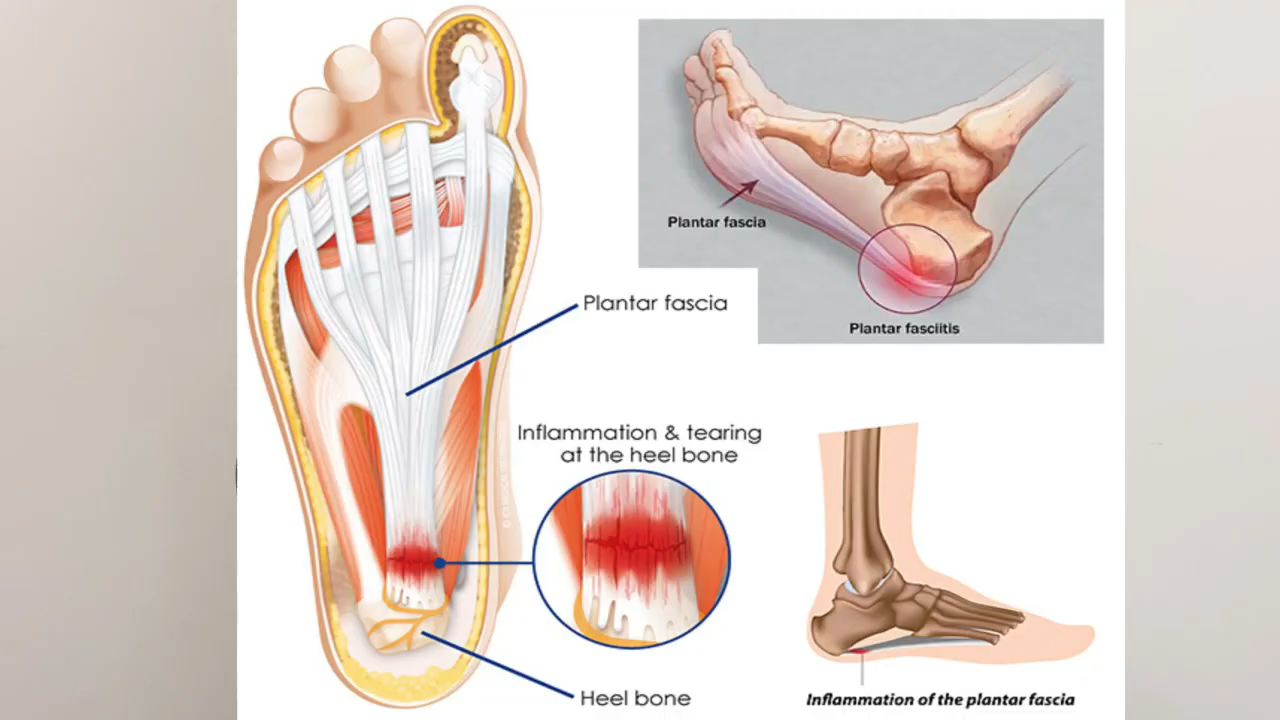 Plantar fascia
Plantar fasciitis
Plantar fascia
Inflammation & tearing
at the heel bone
Heel bone
Inflammation of the plantar fascia